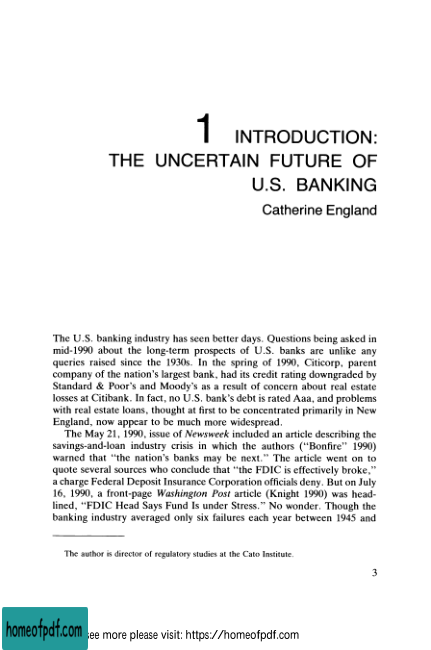 1 INTRODUCTION:
THE UNCERTAIN FUTURE OF
U.S. BANKING
Catherine England
The U.S. banking industry has seen better days. Questions being asked in
mid-1990 about the long-term prospects of U.S. banks are unlike any
queries raised since the 1930s. In the spring of 1990, Citicorp, parent
company of the nation's largest bank, had its credit rating downgraded by
Standard & Poor's and Moody's as a result of concern about real estate
losses at Citibank. In fact, no U.S. bank's debt is rated Aaa, and problems
with real estate loans, thought at first to be concentrated primarily in New
England, now appear to be much more widespread.
The May 21, 1990, issue of Newsweek included an article describing the
savings-and-loan industry crisis in which the authors ("Bonfire" 1990)
warned that "the nation's banks may be next." The article went on to
quote several sources who conclude that "the FDIC is effectively broke,"
a charge Federal Deposit Insurance Corporation officials deny. But on July
16, 1990, a front-page Washington Post article (Knight 1990) was head-
lined, "FDIC Head Says Fund Is under Stress." No wonder. Though the
banking industry averaged only six failures each year between 1945 and
The author is director of regulatory studies at the Cato Institute.
3
homeofpdf.com
see more please visit: https://homeofpdf.com